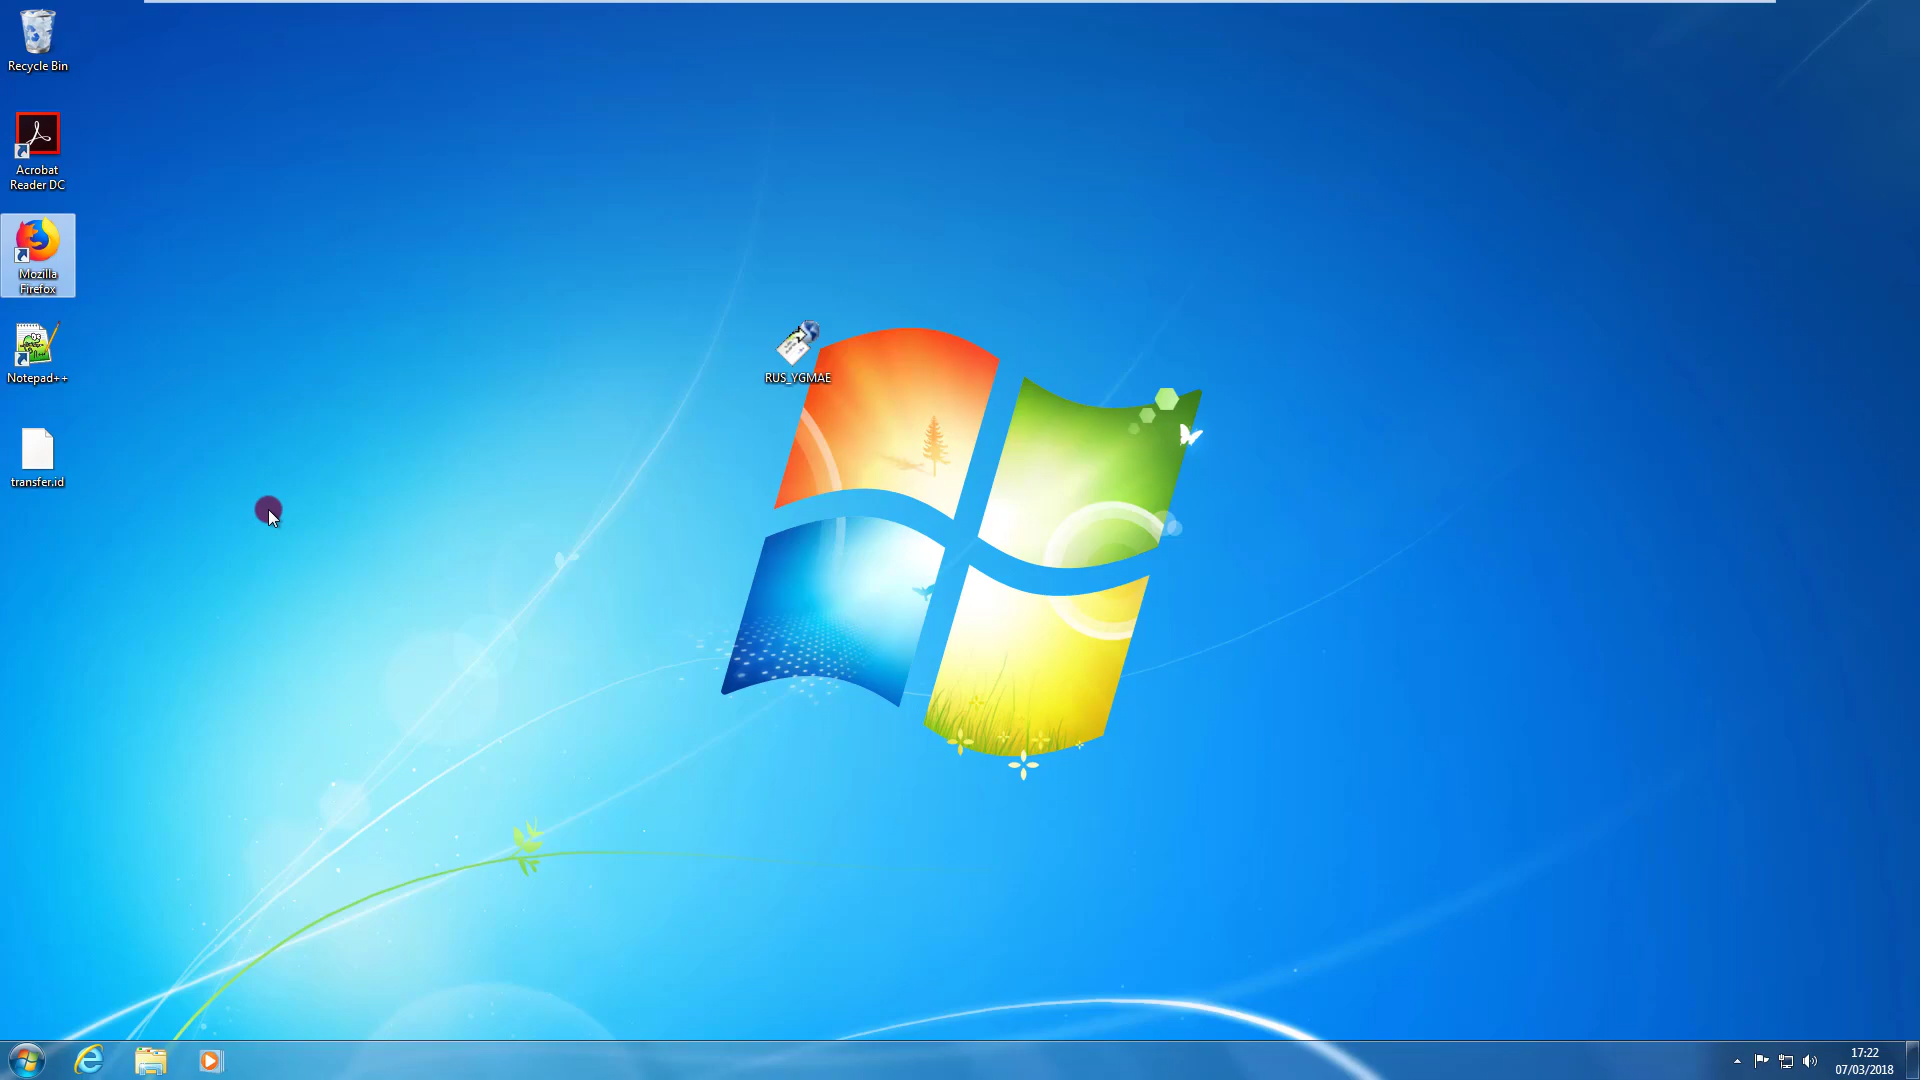 Recycle Bin
Acrobat
Reader DC
Mozilla
Firefox
Notepad++
transfer.id
RUS_YGMAE
17:22
07/03/2018